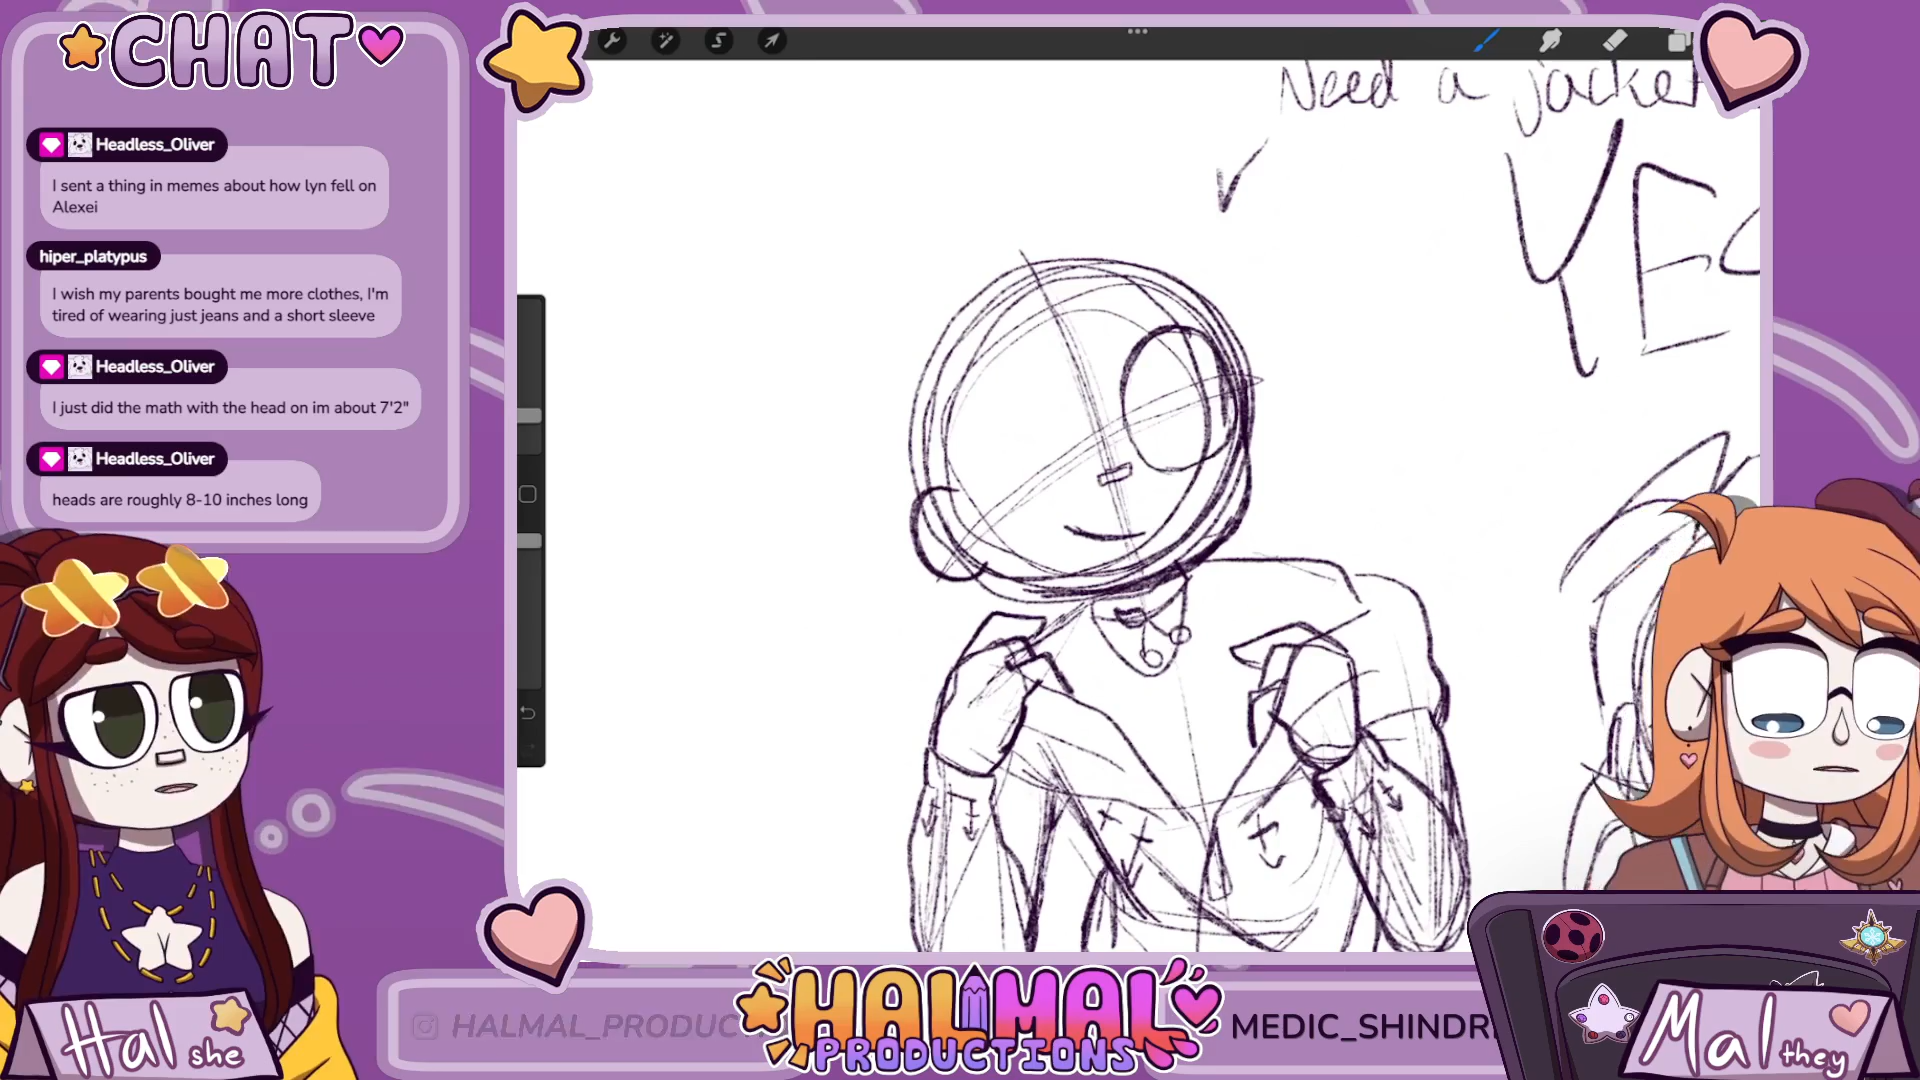 CHAT
Headless_Oliver
I sent a thing in memes about how lyn fell on
Alexei
hiper_platypus
I wish my parents bought me more clothes, I'm
tired of wearing just jeans and a short sleeve
Headless_Oliver
I just did the math with the head on im about 7'2"
Headless_Oliver
heads are roughly 8-10 inches long
Need a jacket
YES
Hal she
HALMAL_PRODUC
HALMAL
PRODUCTIONS
MEDIC_SHINDR
Mal they